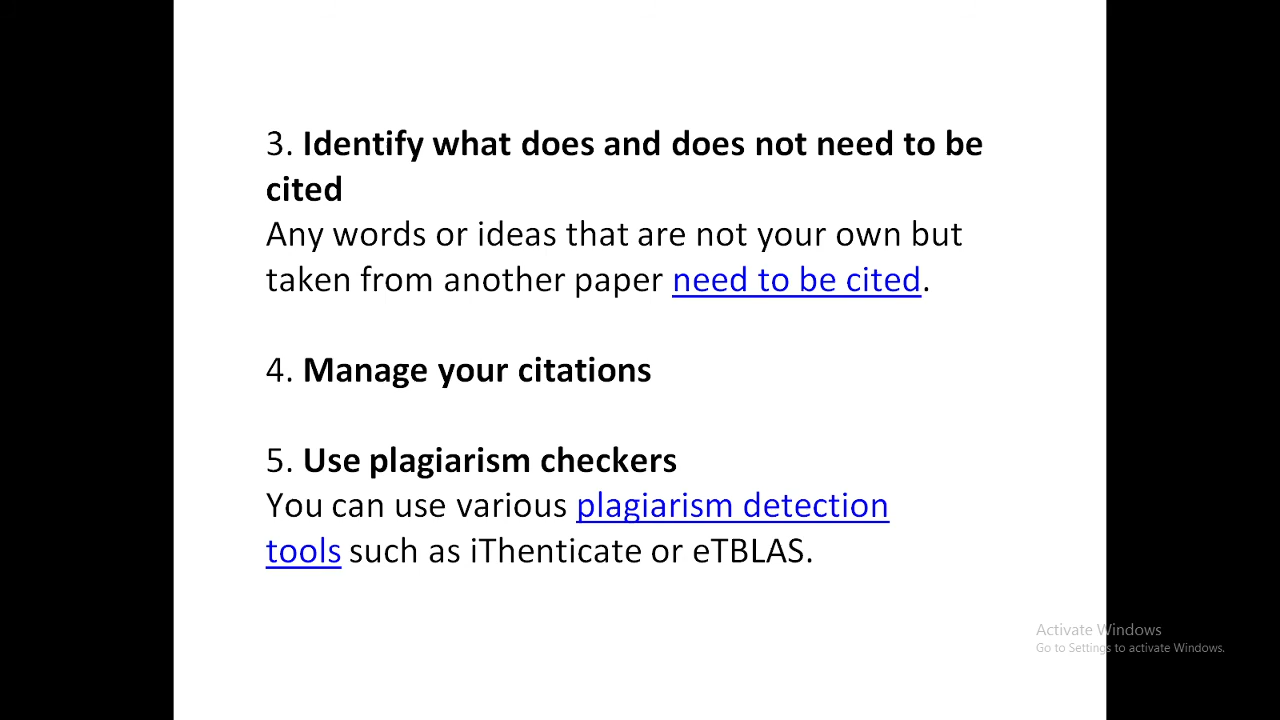 3. Identify what does and does not need to be
cited
Any words or ideas that are not your own but
taken from another paper need to be cited.
4. Manage your citations
5. Use plagiarism checkers
You can use various plagiarism detection
tools such as iThenticate or eTBLAS.
Activate Windows
Go to Settings to activate Windows.